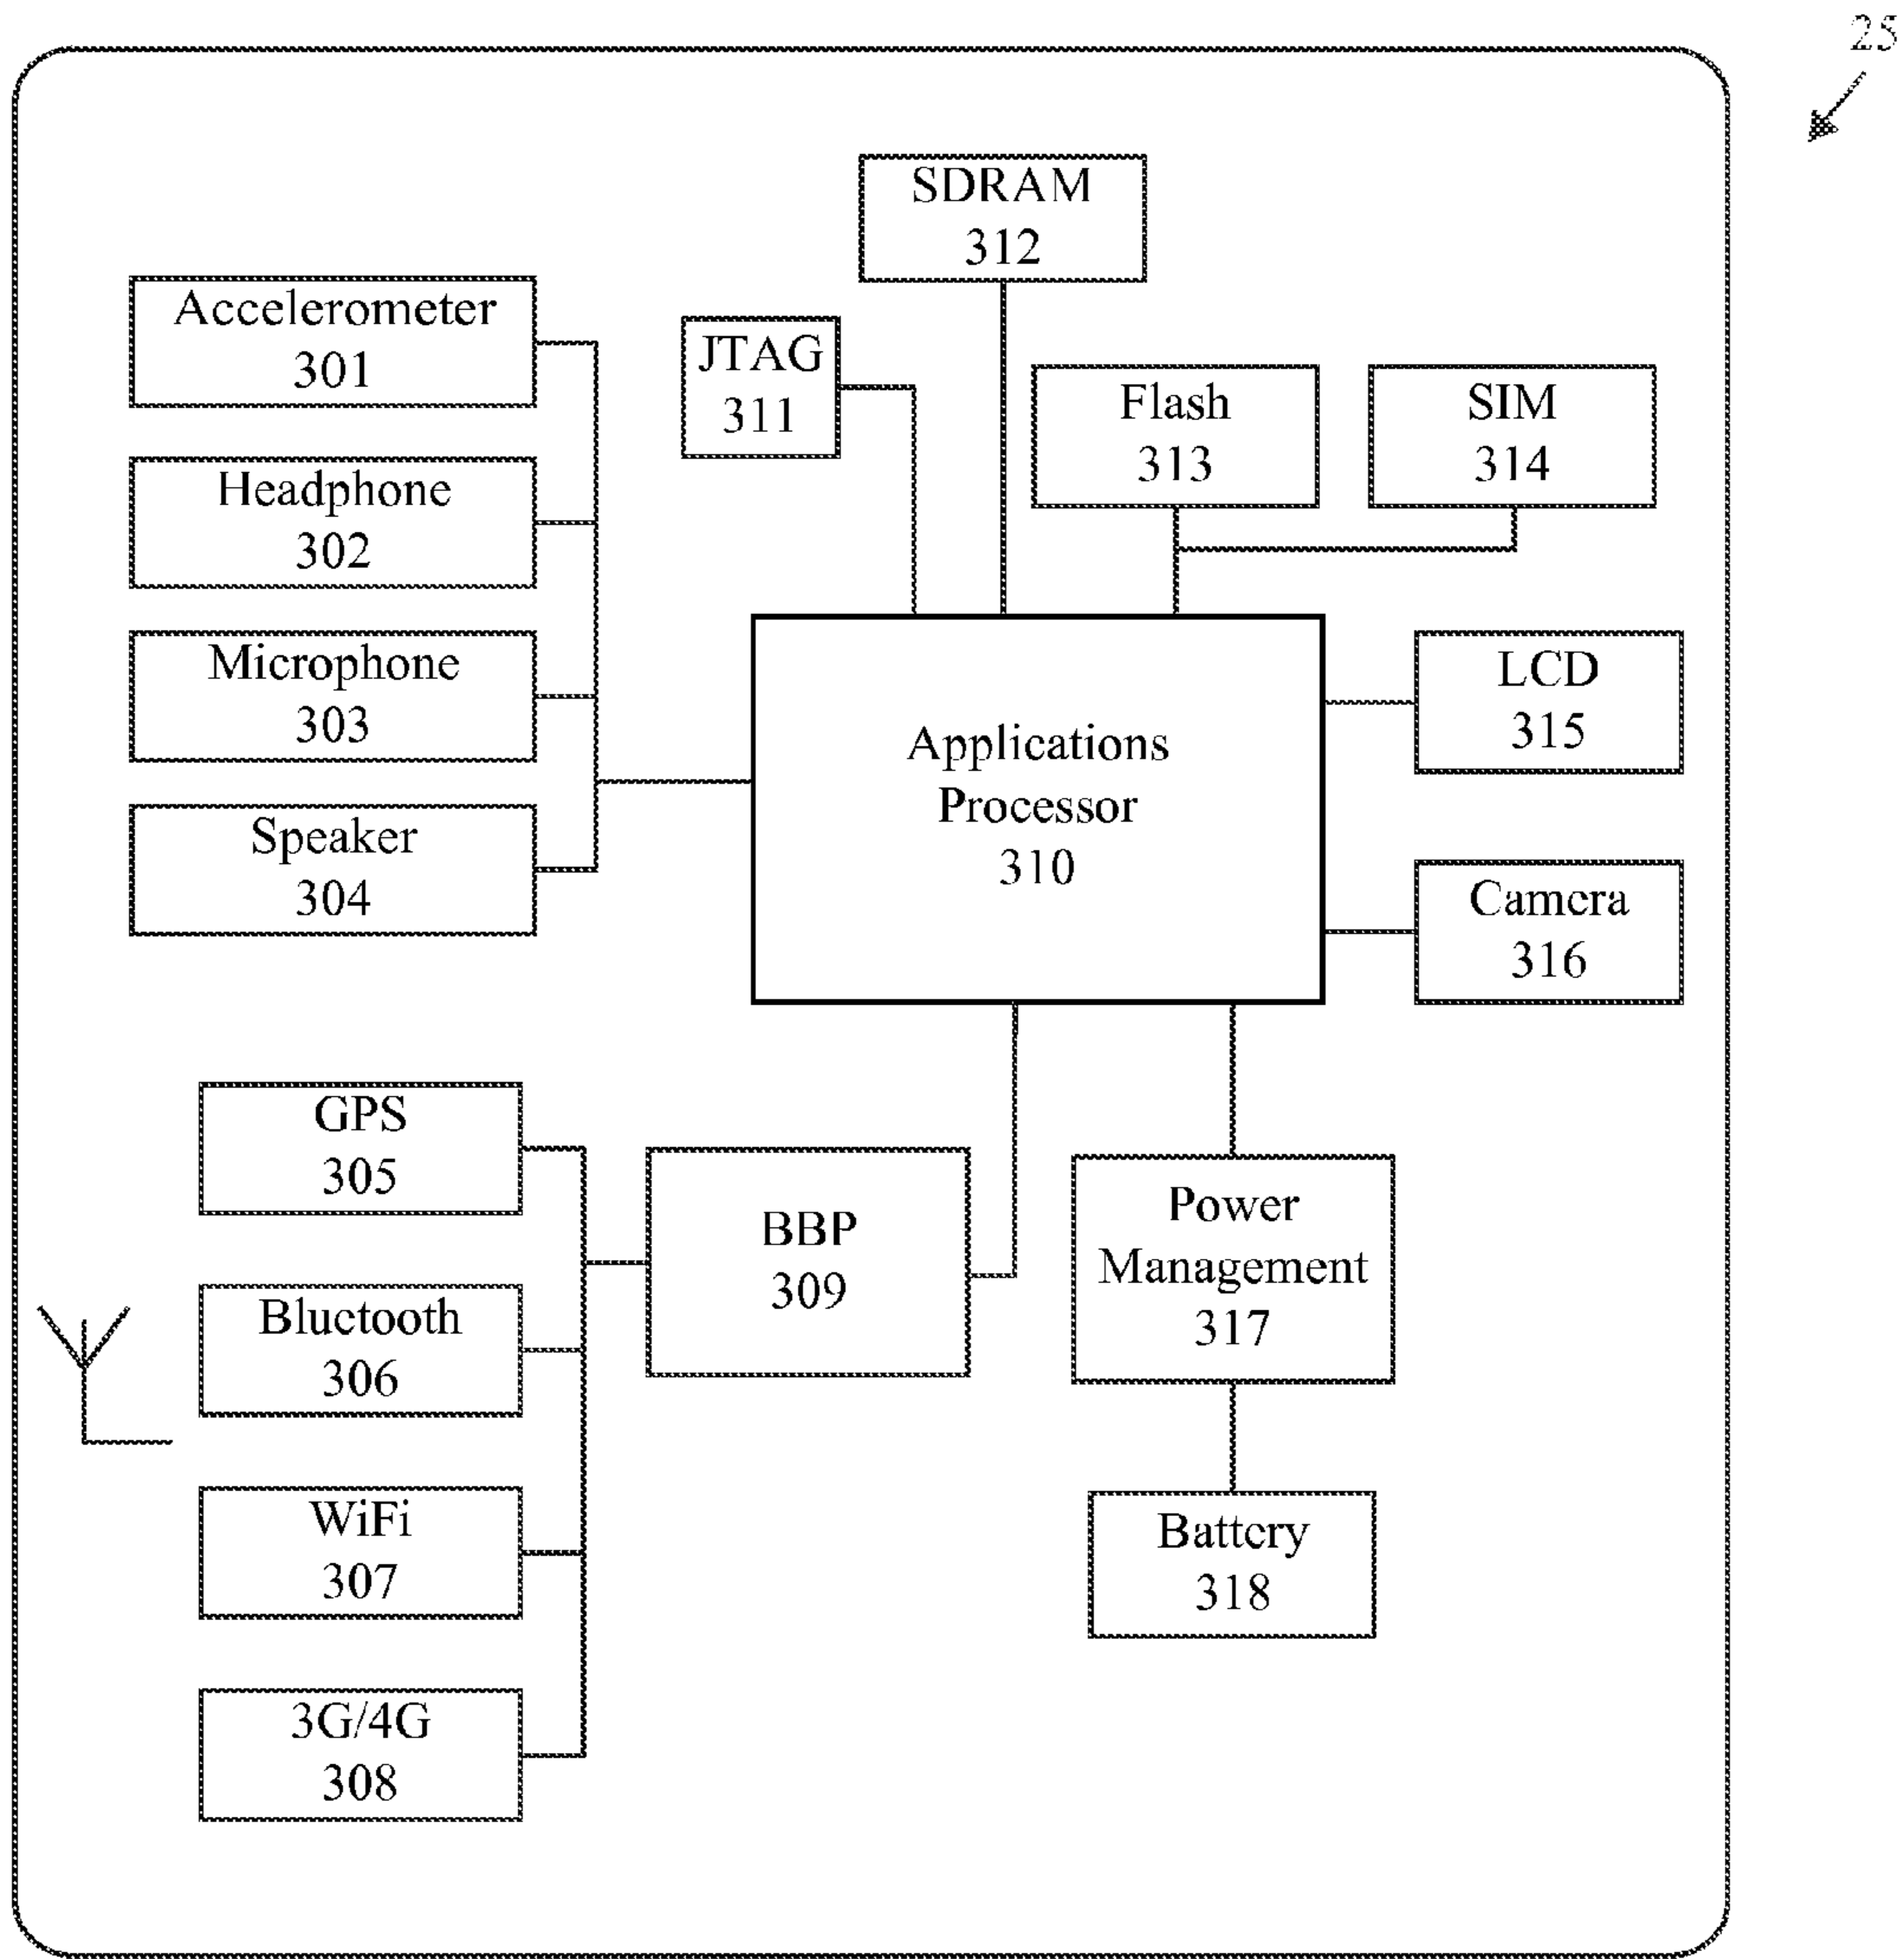 25
SDRAM
312
Accelerometer
301
JTAG
311
Flash
313
SIM
314
Headphone
302
Microphone
303
LCD
315
Applications
Processor
310
Speaker
304
Camera
316
GPS
305
BBP
309
Power
Management
317
Bluetooth
306
WiFi
307
Battery
318
3G/4G
308